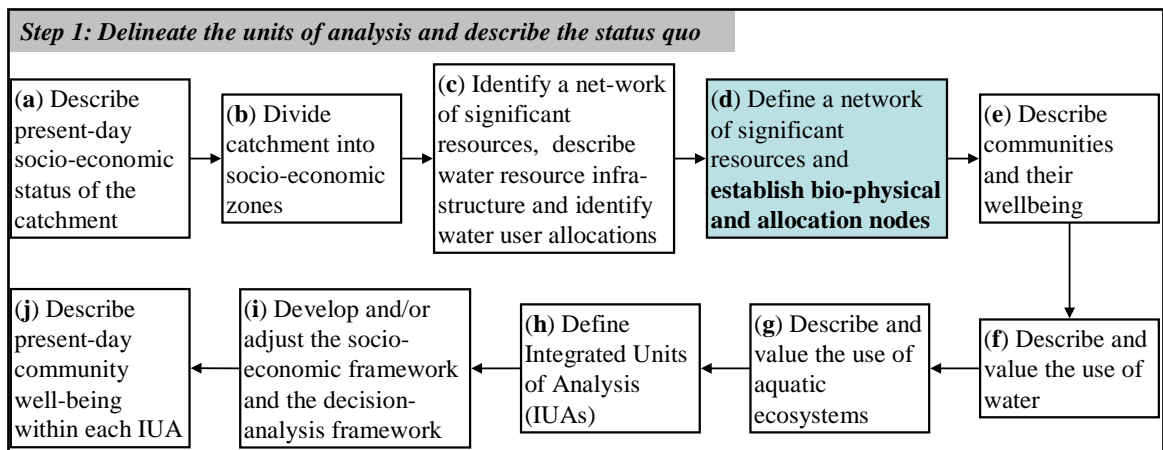 Step 1: Delineate the units of analysis and describe the status quo
(a) Describe
present-day
socio-economic
status of the
catchment
(b) Divide
catchment into
socio-economic
zones
(c) Identify a net-work
of significant
resources, describe
water resource infra-
structure and identify
water user allocations
(d) Define a network
of significant
resources and
establish bio-physical
and allocation nodes
(e) Describe
communities
and their
wellbeing
(f) Describe and
value the use of
water
(g) Describe and
value the use of
aquatic
ecosystems
(h) Define
Integrated Units
of Analysis
(IUAs)
(i) Develop and/or
adjust the socio-
economic framework
and the decision-
analysis framework
(j) Describe
present-day
community
well-being
within each IUA